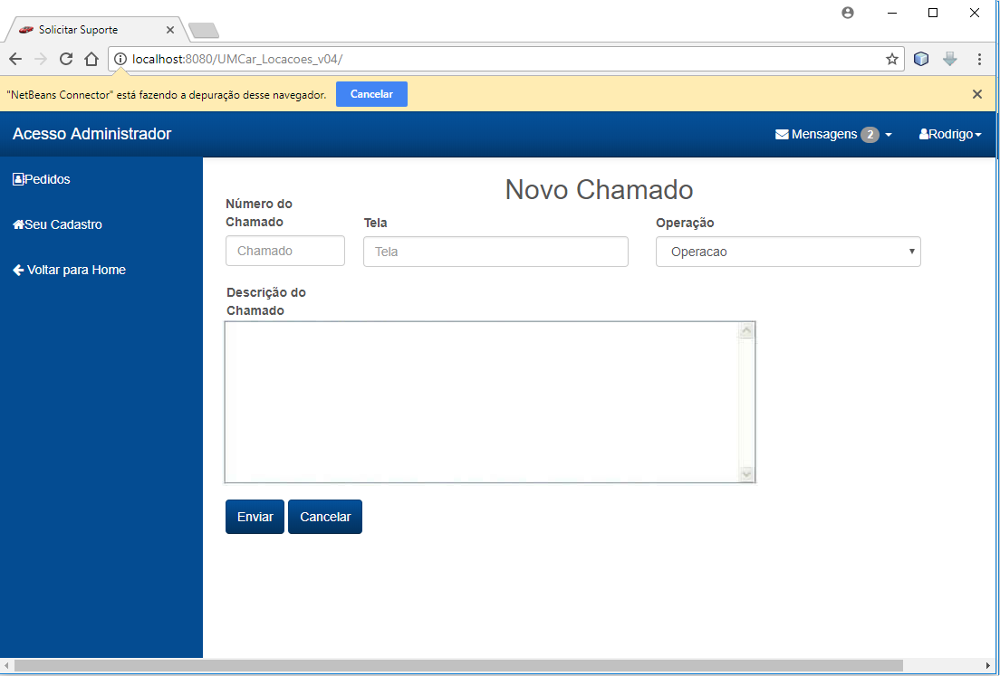 Solicitar Suporte
localhost:8080/UMCar_Locacoes_v04/
"NetBeans Connector" está fazendo a depuração desse navegador. Cancelar
Acesso Administrador
Mensagens 2
Rodrigo
Pedidos
Seu Cadastro
Voltar para Home
Novo Chamado
Número do
Chamado
Chamado
Tela
Tela
Operação
Operacao
Descrição do
Chamado
Enviar
Cancelar